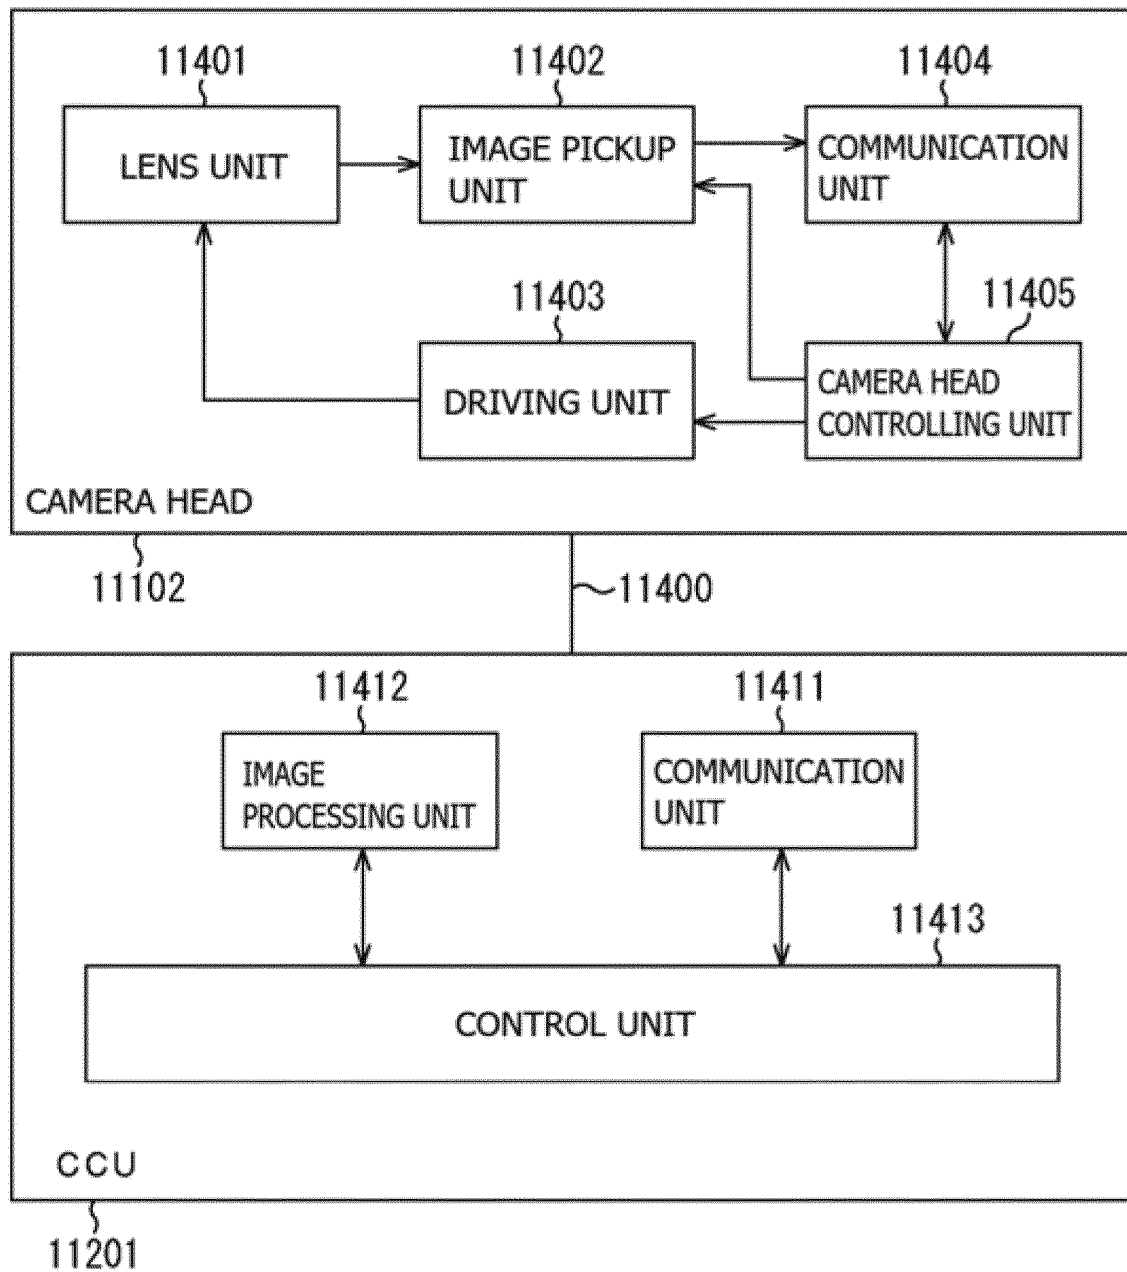 11401
11402
11404
LENS UNIT
IMAGE PICKUP
UNIT
COMMUNICATION
UNIT
11403
11405
DRIVING UNIT
CAMERA HEAD
CONTROLLING UNIT
CAMERA HEAD
11102
11400
11412
11411
IMAGE
PROCESSING UNIT
COMMUNICATION
UNIT
11413
CONTROL UNIT
CCU
11201